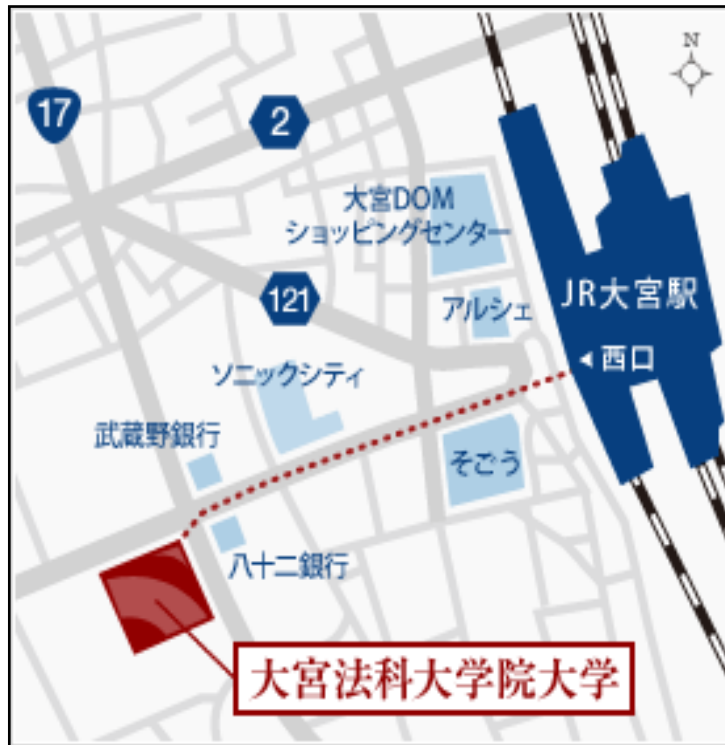 N
17
2
大宮DOM
ショッピングセンター
JR大宮駅
121
アルシェ
西口
ソニックシティ
武蔵野銀行
そごう
八十二銀行
大宮法科大学院大学